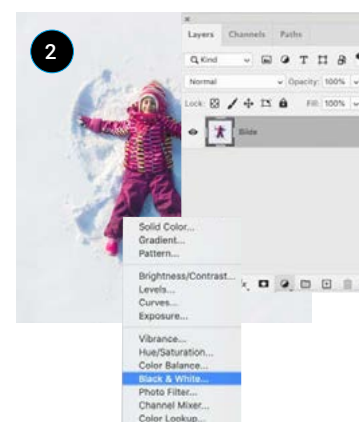 2
Layers Channels Paths
Kind
Normal Opacity: 100%
Lock: Fill: 100%
Bilde
Solid Color...
Gradient...
Pattern...
Brightness/Contrast...
Levels...
Curves...
Exposure...
Vibrance...
Hue/Saturation...
Color Balance...
Black & White...
Photo Filter...
Channel Mixer...
Color Lookup...